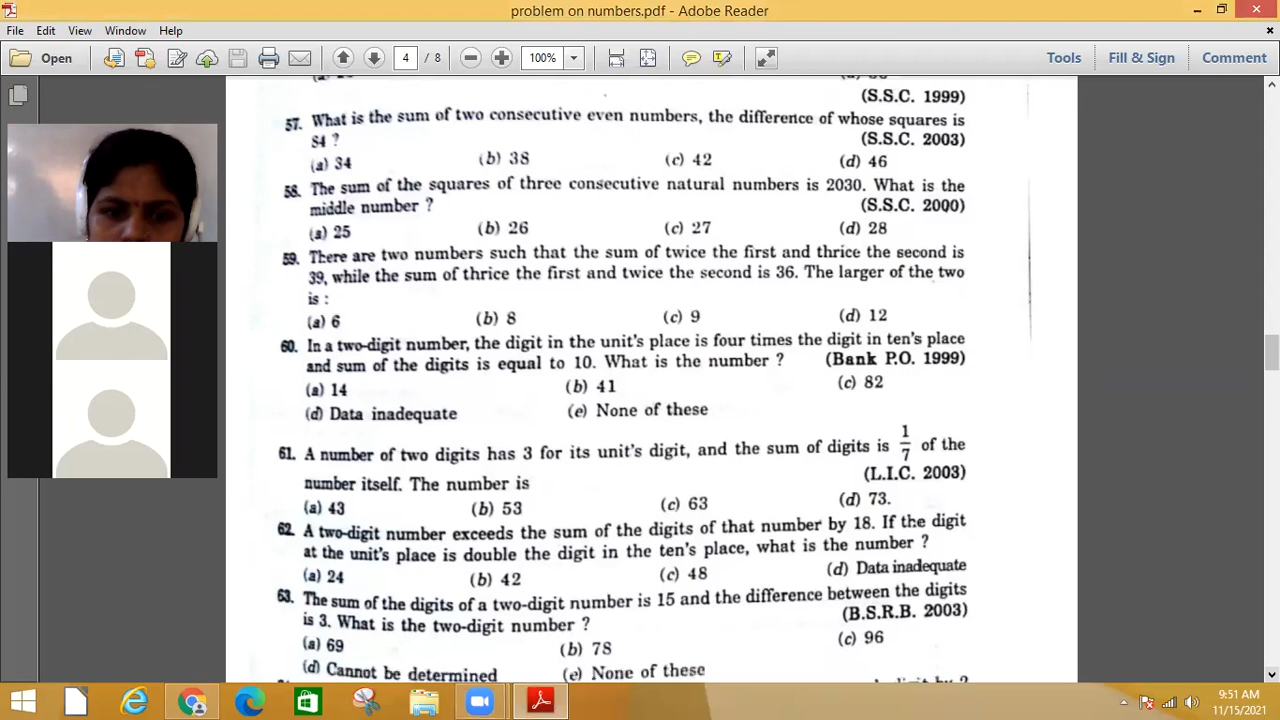 problem on numbers.pdf - Adobe Reader
File Edit View Window Help
Open 4 / 8 100% Tools Fill & Sign Comment
(S.S.C. 1999)
57. What is the sum of two consecutive even numbers, the difference of whose squares is
84 ? (S.S.C. 2003)
(a) 34 (b) 38 (c) 42 (d) 46
58. The sum of the squares of three consecutive natural numbers is 2030. What is the
middle number ? (S.S.C. 2000)
(a) 25 (b) 26 (c) 27 (d) 28
59. There are two numbers such that the sum of twice the first and thrice the second is
39, while the sum of thrice the first and twice the second is 36. The larger of the two
is :
(a) 6 (b) 8 (c) 9 (d) 12
60. In a two-digit number, the digit in the unit's place is four times the digit in ten's place
and sum of the digits is equal to 10. What is the number ? (Bank P.O. 1999)
(a) 14 (b) 41 (c) 82
(d) Data inadequate (e) None of these
61. A number of two digits has 3 for its unit's digit, and the sum of digits is 1/7 of the
number itself. The number is (L.I.C. 2003)
(a) 43 (b) 53 (c) 63 (d) 73.
62. A two-digit number exceeds the sum of the digits of that number by 18. If the digit
at the unit's place is double the digit in the ten's place, what is the number ?
(a) 24 (b) 42 (c) 48 (d) Data inadequate
63. The sum of the digits of a two-digit number is 15 and the difference between the digits
is 3. What is the two-digit number ? (B.S.R.B. 2003)
(a) 69 (b) 78 (c) 96
(d) Cannot be determined (e) None of these
9:51 AM
11/15/2021